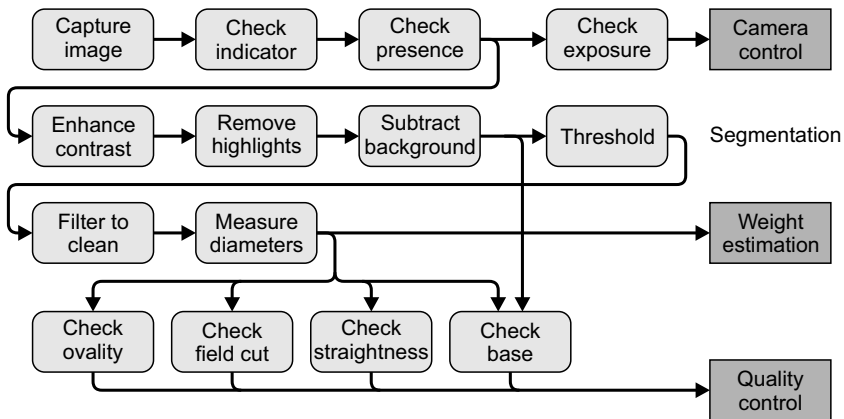 Capture
image
Check
indicator
Check
presence
Check
exposure
Camera
control
Enhance
contrast
Remove
highlights
Subtract
background
Threshold
Segmentation
Filter to
clean
Measure
diameters
Weight
estimation
Check
ovality
Check
field cut
Check
straightness
Check
base
Quality
control